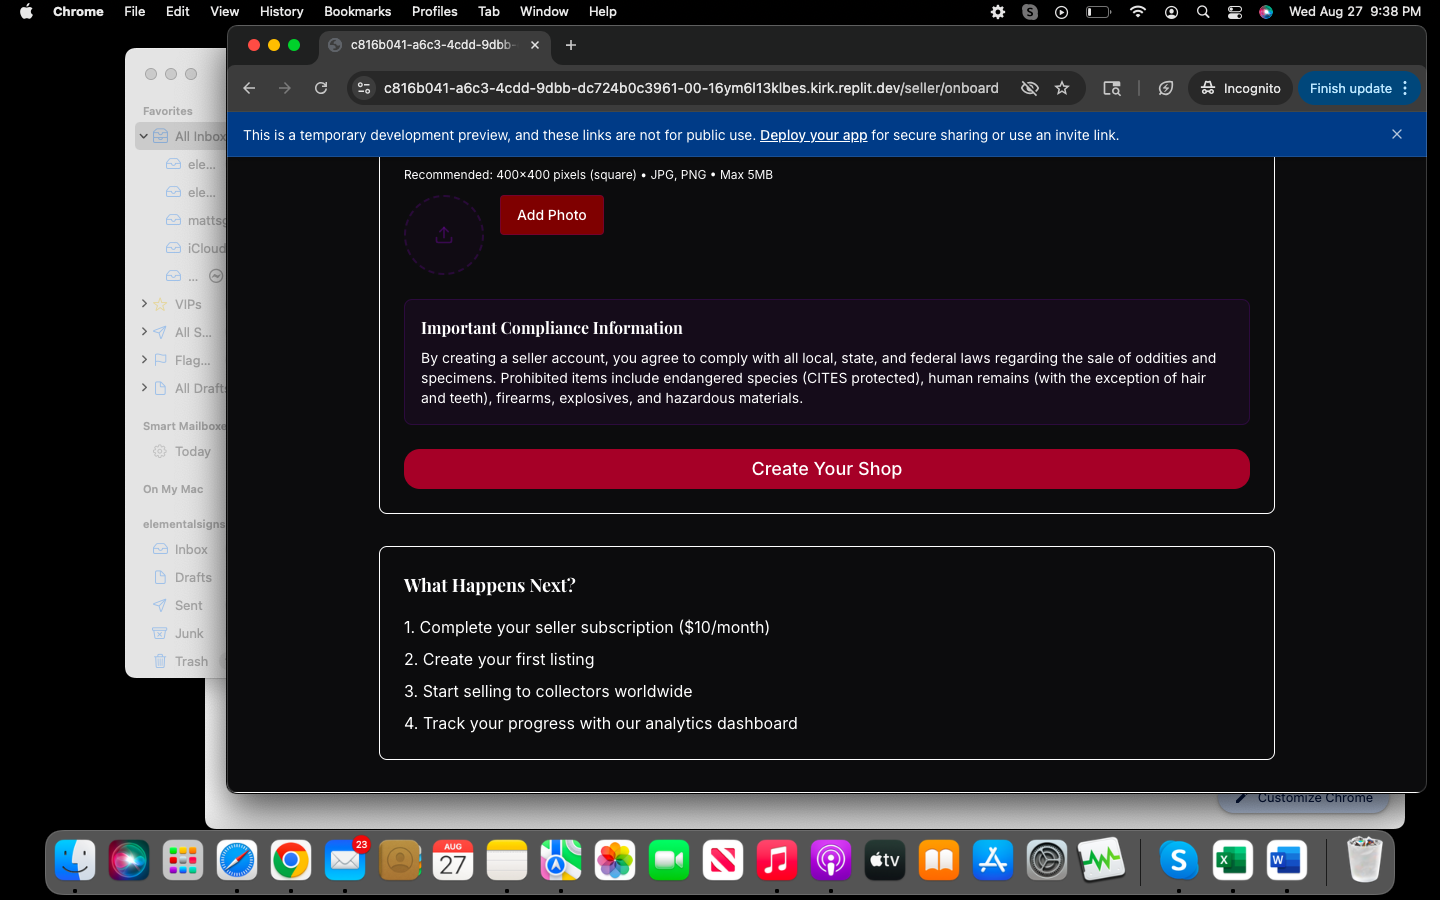 Chrome File Edit View History Bookmarks Profiles Tab Window Help
Wed Aug 27 9:38 PM
c816b041-a6c3-4cdd-9dbb-
c816b041-a6c3-4cdd-9dbb-dc724b0c3961-00-16ym6l13klbes.kirk.replit.dev/seller/onboard
Incognito
Finish update
This is a temporary development preview, and these links are not for public use. Deploy your app for secure sharing or use an invite link.
Favorites
All Inbox
ele...
ele...
mattsg
iCloud
...
VIPs
All S...
Flag...
All Drafts
Smart Mailboxe
Today
On My Mac
elementalsigns
Inbox
Drafts
Sent
Junk
Trash
Recommended: 400×400 pixels (square) • JPG, PNG • Max 5MB
Add Photo
Important Compliance Information
By creating a seller account, you agree to comply with all local, state, and federal laws regarding the sale of oddities and
specimens. Prohibited items include endangered species (CITES protected), human remains (with the exception of hair
and teeth), firearms, explosives, and hazardous materials.
Create Your Shop
What Happens Next?
1. Complete your seller subscription ($10/month)
2. Create your first listing
3. Start selling to collectors worldwide
4. Track your progress with our analytics dashboard
Customize Chrome
23
AUG
27
tv
S
X
W